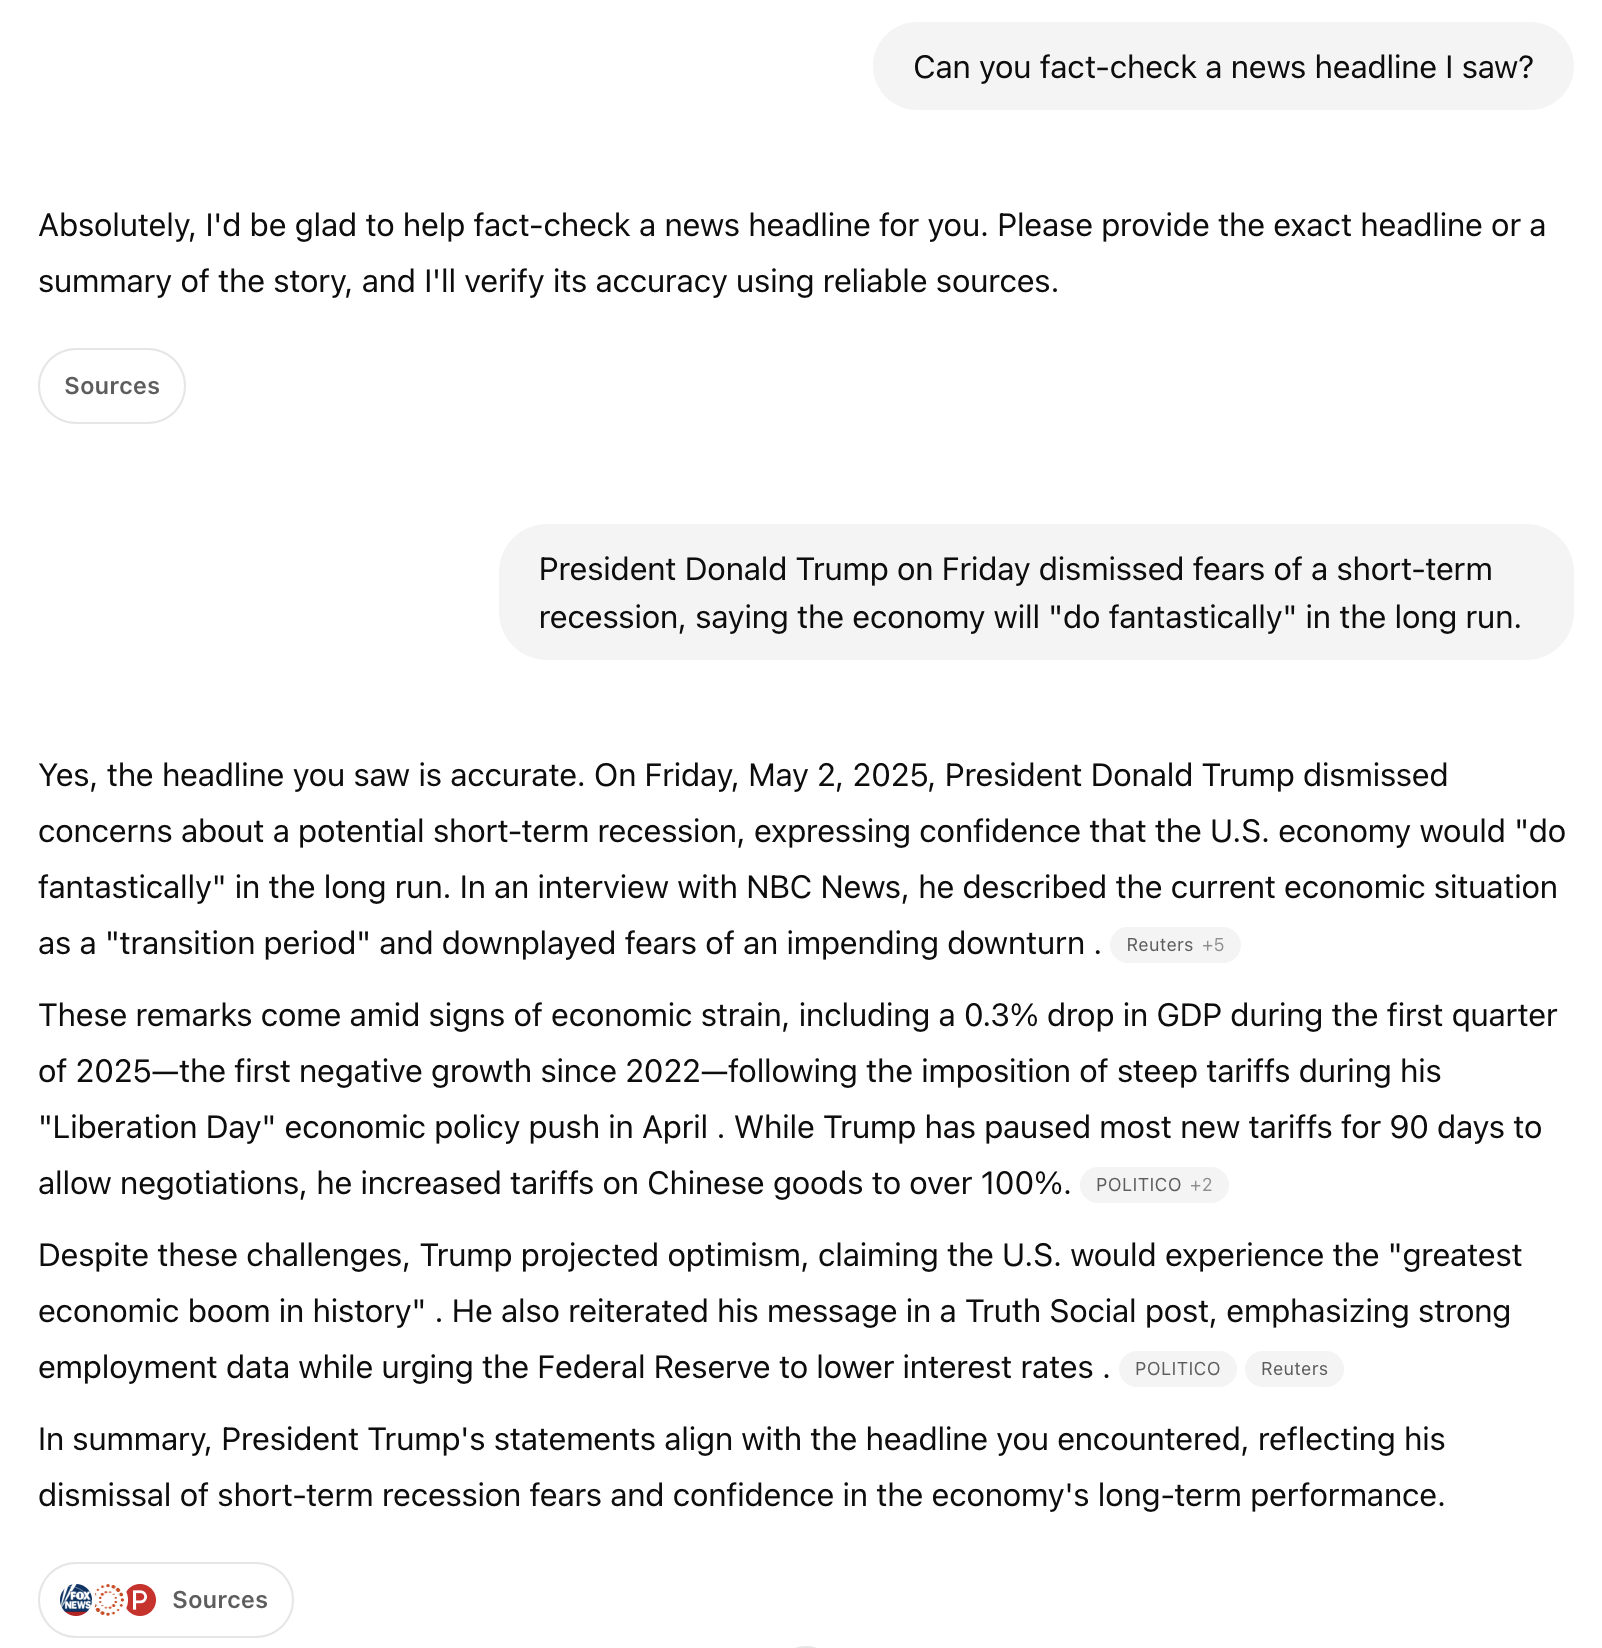 Can you fact-check a news headline I saw?
Absolutely, I'd be glad to help fact-check a news headline for you. Please provide the exact headline or a
summary of the story, and I'll verify its accuracy using reliable sources.
Sources
President Donald Trump on Friday dismissed fears of a short-term
recession, saying the economy will "do fantastically" in the long run.
Yes, the headline you saw is accurate. On Friday, May 2, 2025, President Donald Trump dismissed
concerns about a potential short-term recession, expressing confidence that the U.S. economy would "do
fantastically" in the long run. In an interview with NBC News, he described the current economic situation
as a "transition period" and downplayed fears of an impending downturn . Reuters +5
These remarks come amid signs of economic strain, including a 0.3% drop in GDP during the first quarter
of 2025—the first negative growth since 2022—following the imposition of steep tariffs during his
"Liberation Day" economic policy push in April . While Trump has paused most new tariffs for 90 days to
allow negotiations, he increased tariffs on Chinese goods to over 100%. POLITICO +2
Despite these challenges, Trump projected optimism, claiming the U.S. would experience the "greatest
economic boom in history" . He also reiterated his message in a Truth Social post, emphasizing strong
employment data while urging the Federal Reserve to lower interest rates . POLITICO Reuters
In summary, President Trump's statements align with the headline you encountered, reflecting his
dismissal of short-term recession fears and confidence in the economy's long-term performance.
FOX NEWS P Sources